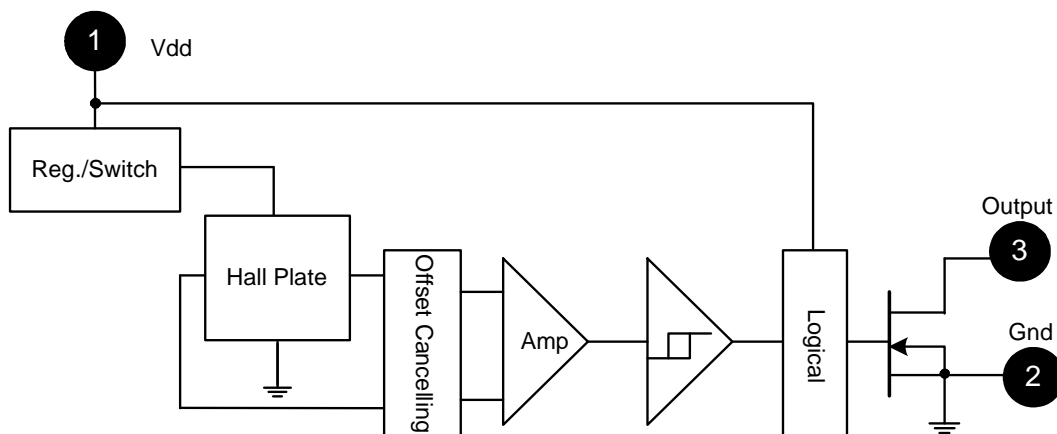 1
Vdd
Reg./Switch
Hall Plate
Offset Cancelling
Amp
Logical
Output
3
Gnd
2